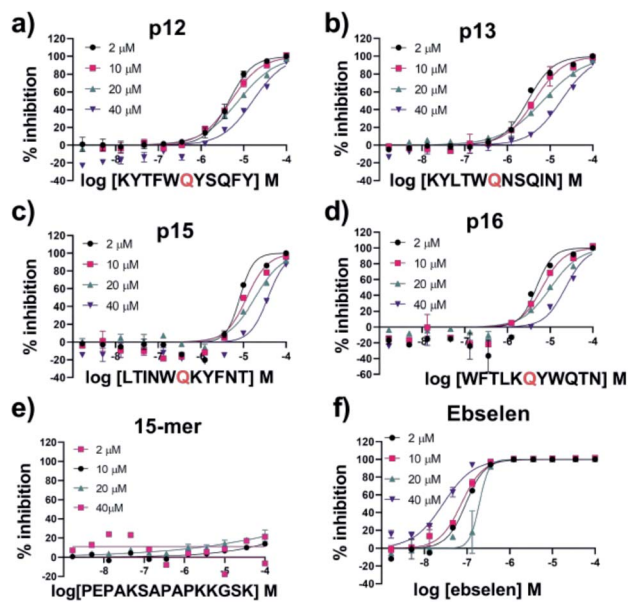 a)
p12
% inhibition
120
100
80
60
40
20
0
-20
-40
2 µM
10 µM
20 µM
40 µM
-8
-7
-6
-5
-4
log [KYTFWQYSQFY] M
b)
p13
% inhibition
120
100
80
60
40
20
0
-20
-40
2 µM
10 µM
20 µM
40 µM
-8
-7
-6
-5
-4
log [KYLTWQNSQIN] M
c)
p15
% inhibition
120
100
80
60
40
20
0
-20
-40
2 µM
10 µM
20 µM
40 µM
-8
-7
-6
-5
-4
log [LTINWQKYFNT] M
d)
p16
% inhibition
120
100
80
60
40
20
0
-20
-40
-60
2 µM
10 µM
20 µM
40 µM
-8
-7
-6
-5
-4
log [WFTLKQYWQTN] M
e)
15-mer
% inhibition
120
100
80
60
40
20
0
-20
2 µM
10 µM
20 µM
40µM
-8
-7
-6
-5
-4
log[PEPAKSAPAPKKGSK] M
f)
Ebselen
% inhibition
120
100
80
60
40
20
0
-20
-40
2 µM
10 µM
20 µM
40 µM
-8
-7
-6
-5
-4
log [ebselen] M